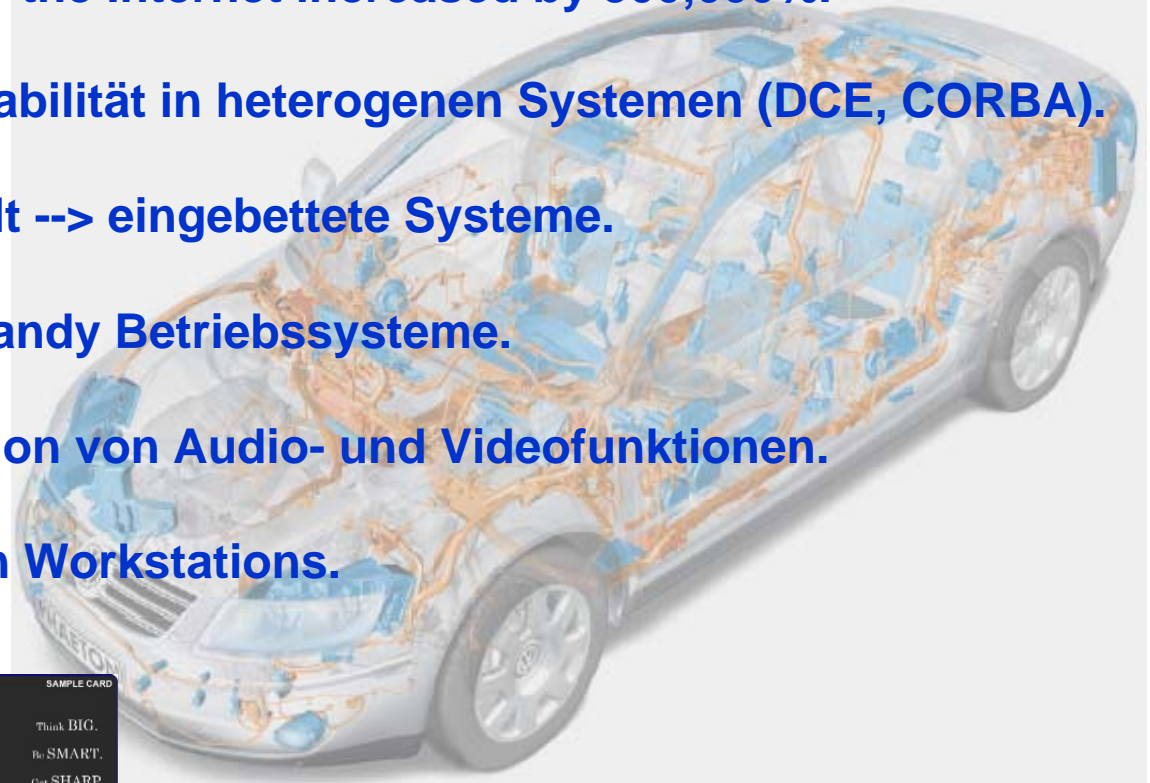 abilität in heterogenen Systemen (DCE, CORBA).
lt --> eingebettete Systeme.
andy Betriebssysteme.
on von Audio- und Videofunktionen.
n Workstations.
PHAETON
SAMPLE CARD
Think BIG.
Be SMART.
Get SHARP